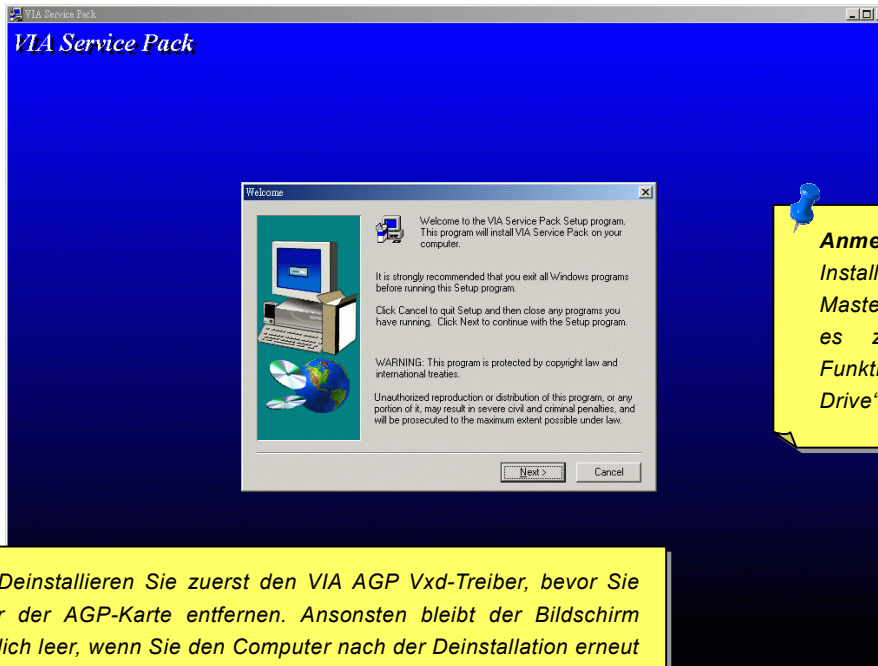 VIA Service Pack
VIA Service Pack
Welcome
Welcome to the VIA Service Pack Setup program.
This program will install VIA Service Pack on your
computer.
It is strongly recommended that you exit all Windows programs
before running this Setup program.
Click Cancel to quit Setup and then close any programs you
have running. Click Next to continue with the Setup program.
WARNING: This program is protected by copyright law and
international treaties.
Unauthorized reproduction or distribution of this program, or any
portion of it, may result in severe civil and criminal penalties, and
will be prosecuted to the maximum extent possible under law.
Next >
Cancel
Install
Maste
es z
Funkti
Drive“
Deinstallieren Sie zuerst den VIA AGP Vxd-Treiber, bevor Sie
der AGP-Karte entfernen. Ansonsten bleibt der Bildschirm
lich leer, wenn Sie den Computer nach der Deinstallation erneut